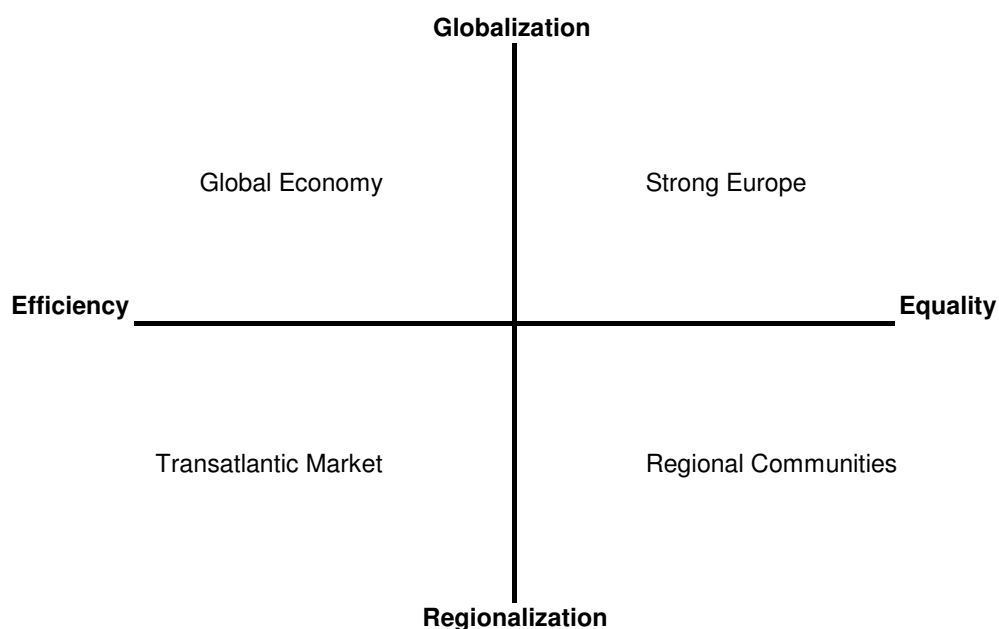 Globalization
Global Economy
Strong Europe
Efficiency
Equality
Transatlantic Market
Regional Communities
Regionalization